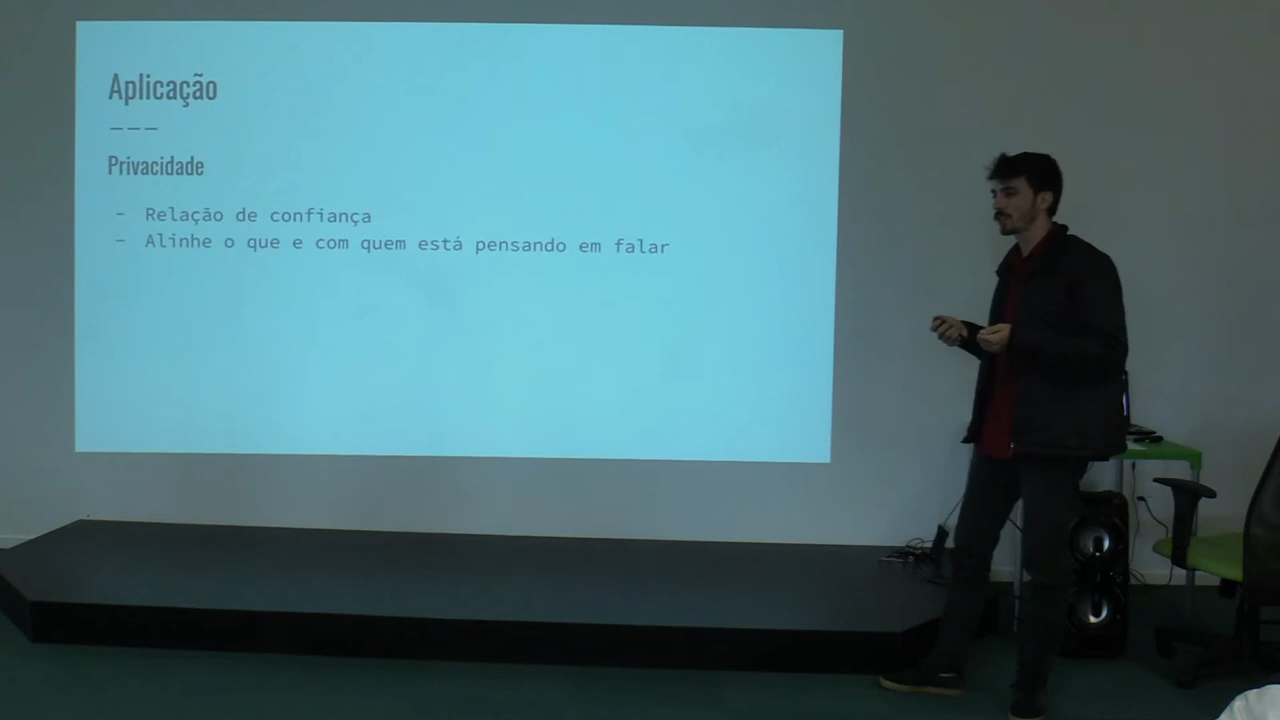 Aplicação
---
Privacidade
- Relação de confiança
- Alinhe o que e com quem está pensando em falar